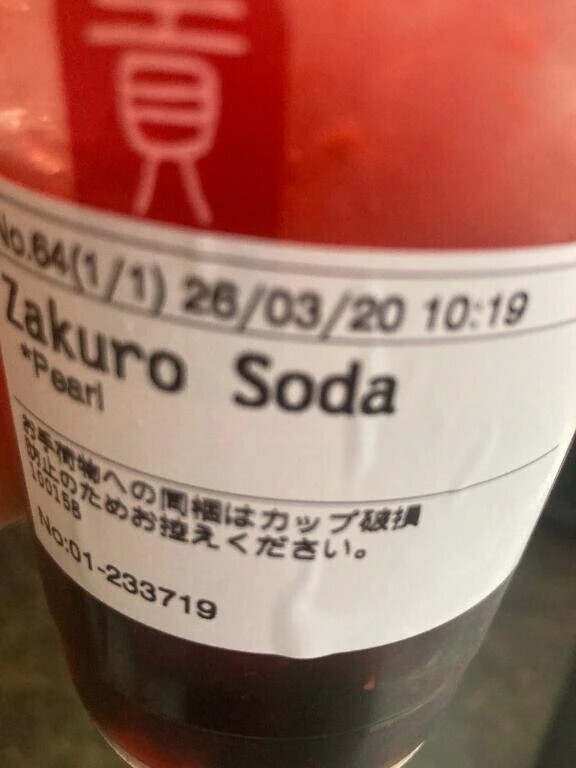 貢
No.64(1/1) 26/03/20 10:19
Zakuro Soda
*Pearl
お手荷物への同梱はカップ破損
防止のためお控えください。
100158
No:01-233719